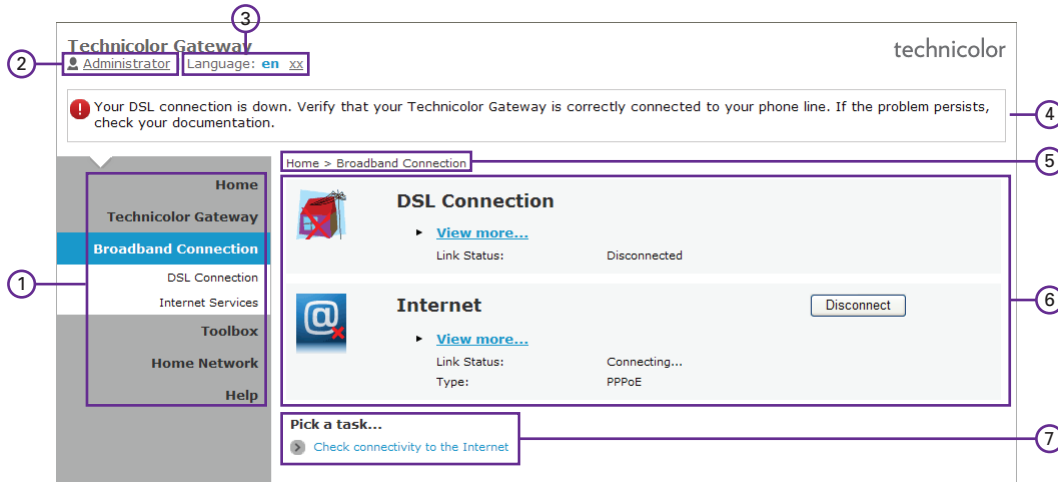 3
Technicolor Gateway
technicolor
2
Administrator
Language: en xx
Your DSL connection is down. Verify that your Technicolor Gateway is correctly connected to your phone line. If the problem persists,
check your documentation.
4
Home > Broadband Connection
5
1
Home
Technicolor Gateway
Broadband Connection
DSL Connection
Internet Services
Toolbox
Home Network
Help
DSL Connection
View more...
Link Status: Disconnected
6
Internet
Disconnect
View more...
Link Status: Connecting...
Type: PPPoE
Pick a task...
Check connectivity to the Internet
7